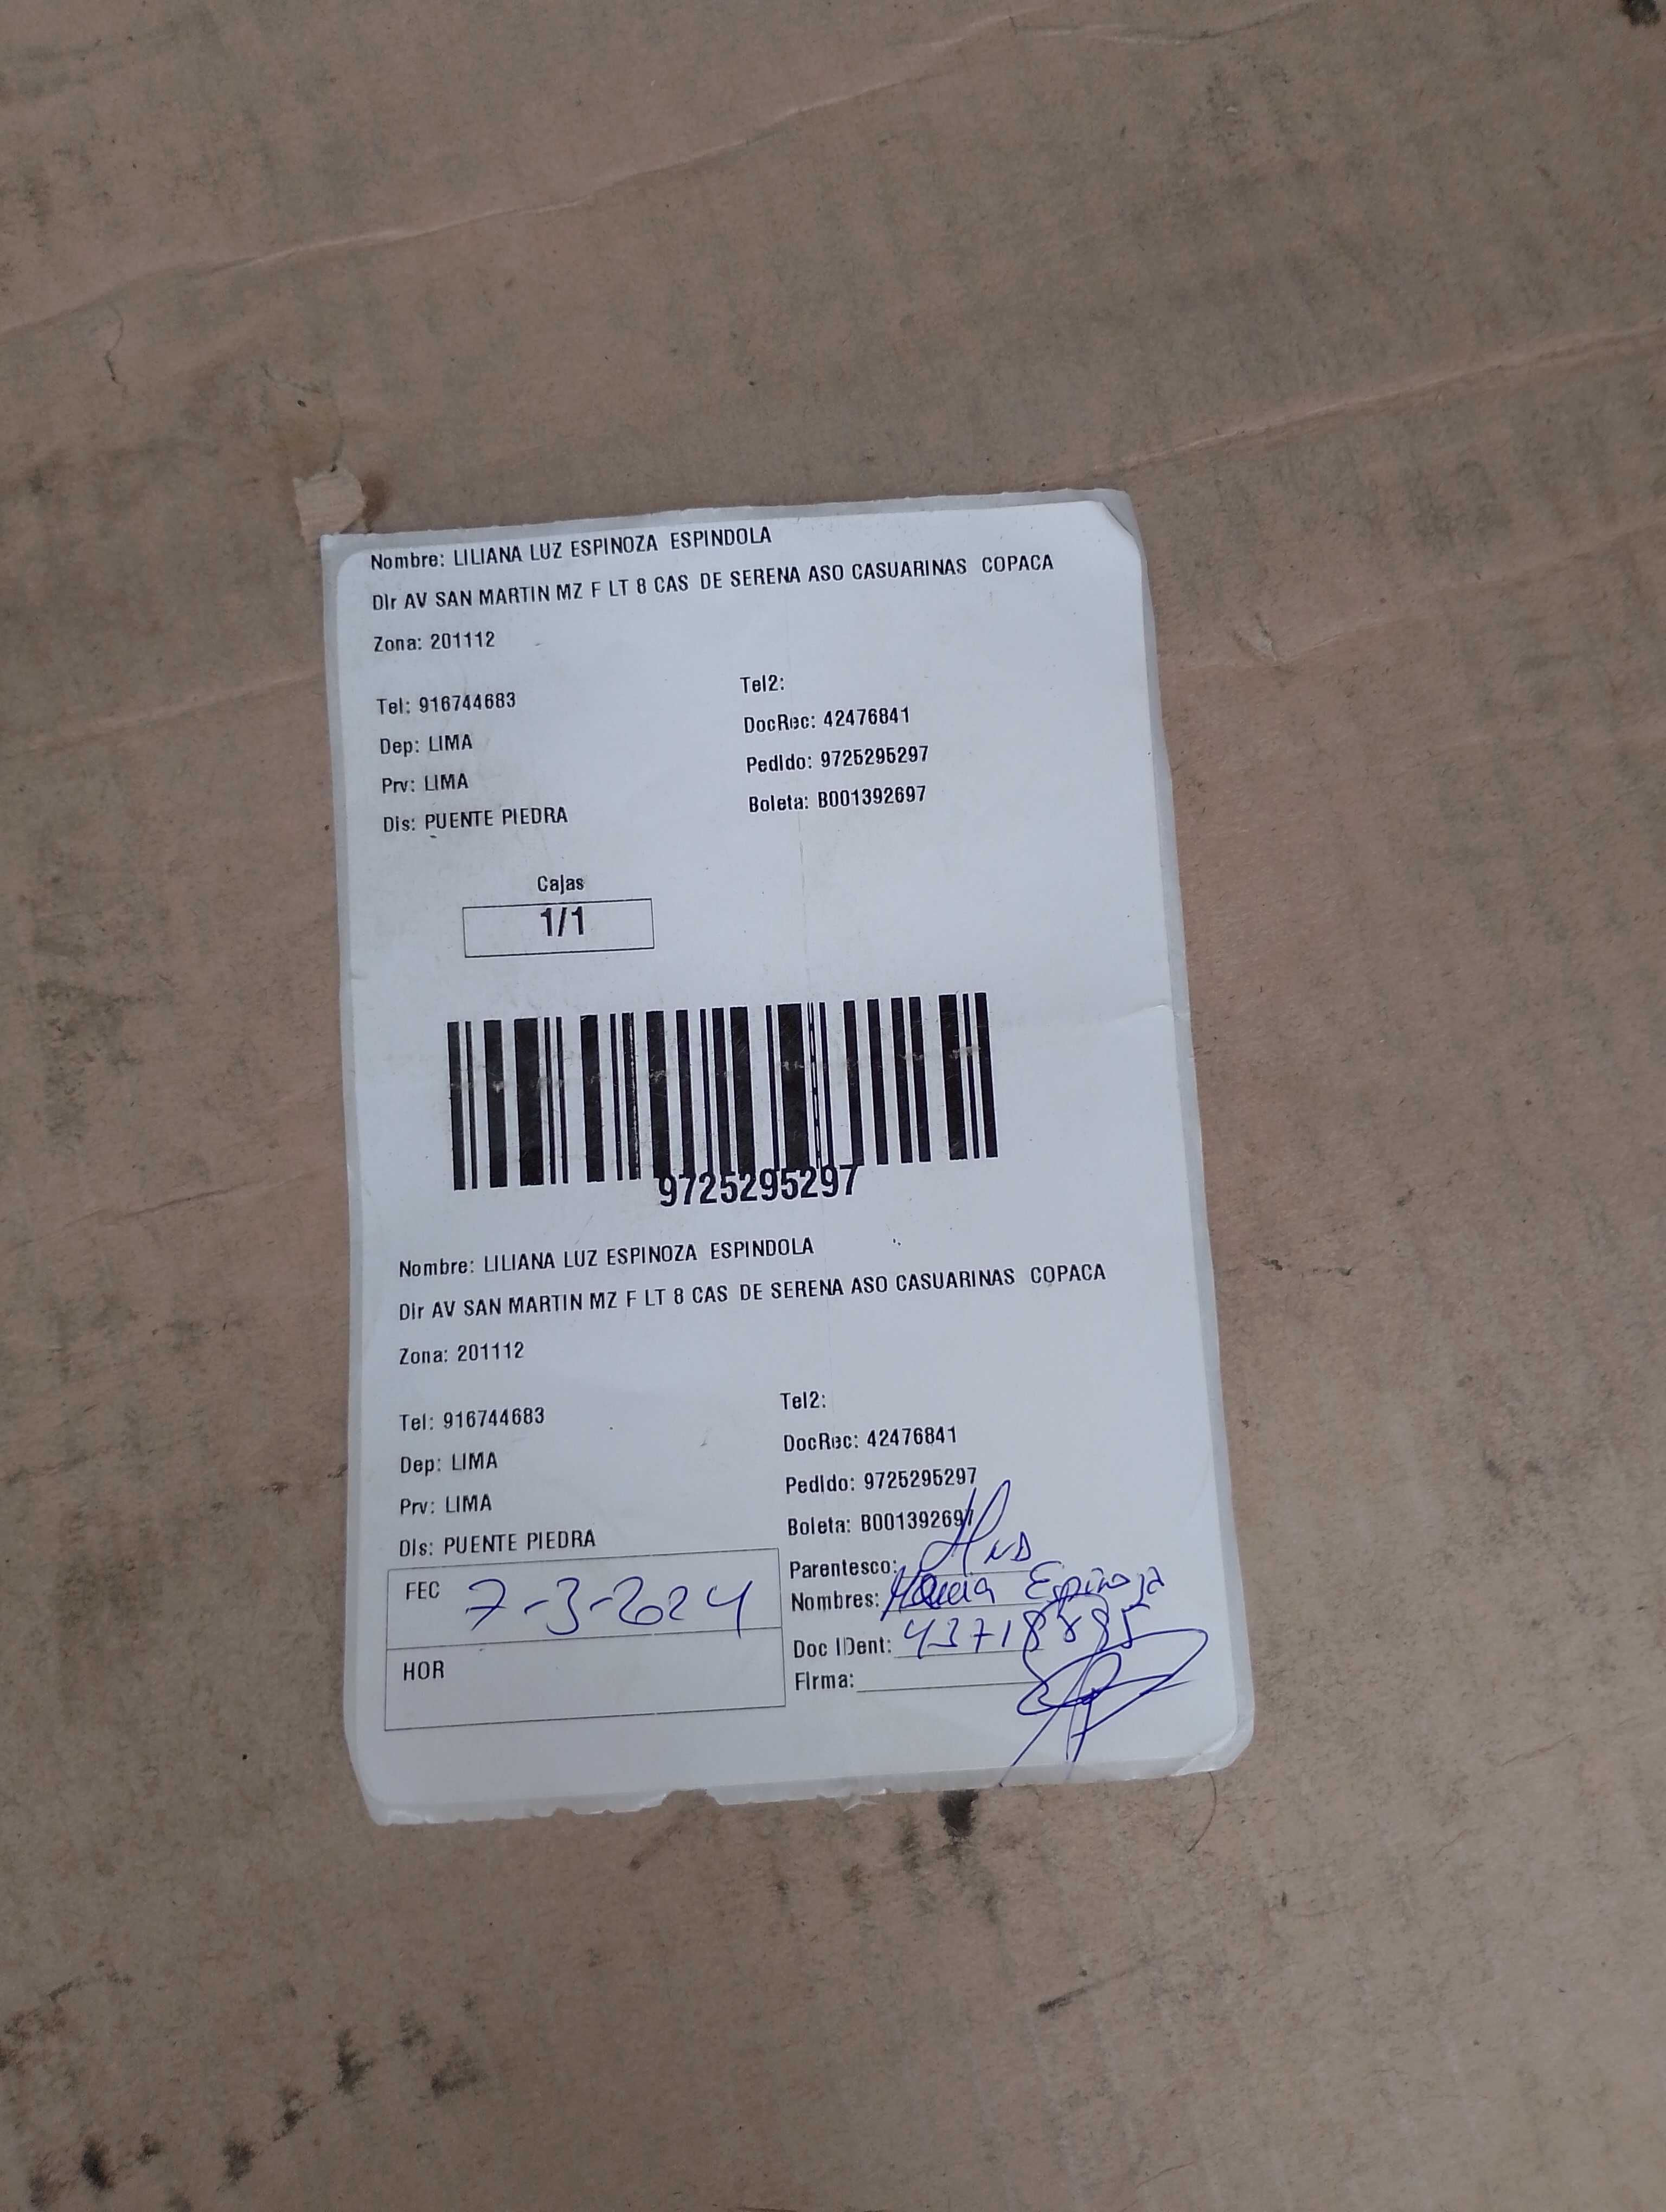 Nombre: LILIANA LUZ ESPINOZA ESPINDOLA
Dir AV SAN MARTIN MZ F LT 8 CAS DE SERENA ASO CASUARINAS COPACA
Zona: 201112
Tel: 916744683
Tel2:
Dep: LIMA
DocRec: 42476841
Prv: LIMA
Pedido: 9725295297
Dis: PUENTE PIEDRA
Boleta: B001392697
Cajas
1/1
9725295297
Nombre: LILIANA LUZ ESPINOZA ESPINDOLA
Dir AV SAN MARTIN MZ F LT 8 CAS DE SERENA ASO CASUARINAS COPACA
Zona: 201112
Tel: 916744683
Tel2:
Dep: LIMA
DocRec: 42476841
Prv: LIMA
Pedido: 9725295297
Dis: PUENTE PIEDRA
Boleta: B001392697
FEC 7-3-2024
HOR
Parentesco:
Nombres: Espinoza
Doc IDent: 43718885
Firma: